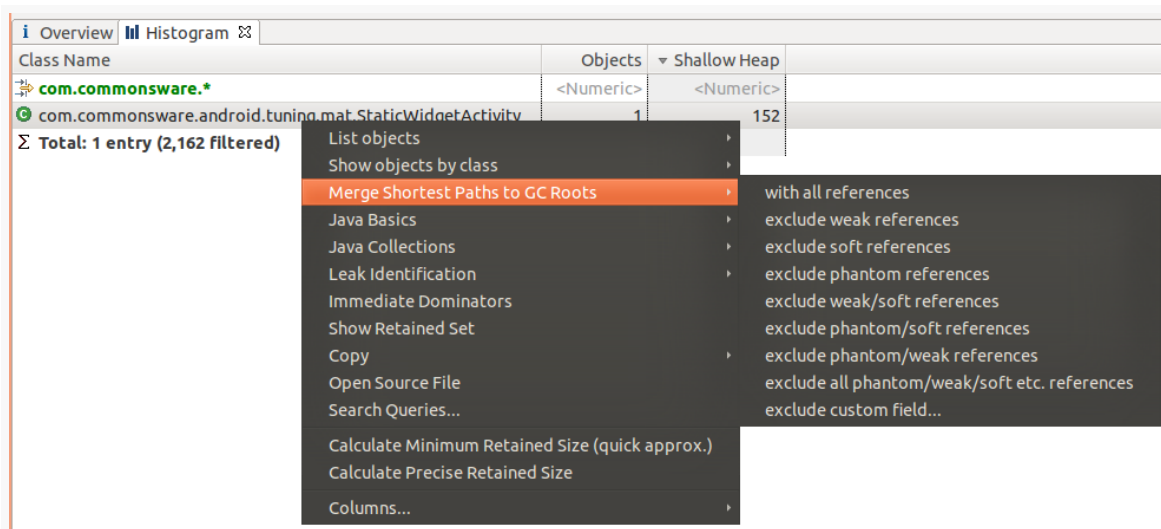 i Overview Histogram
Class Name Objects Shallow Heap
com.commonsware.* <Numeric> <Numeric>
com.commonsware.android.tuning.mat.StaticWidgetActivity 1 152
Σ Total: 1 entry (2,162 filtered)
List objects
Show objects by class
Merge Shortest Paths to GC Roots
Java Basics
Java Collections
Leak Identification
Immediate Dominators
Show Retained Set
Copy
Open Source File
Search Queries...
Calculate Minimum Retained Size (quick approx.)
Calculate Precise Retained Size
Columns...
with all references
exclude weak references
exclude soft references
exclude phantom references
exclude weak/soft references
exclude phantom/soft references
exclude phantom/weak references
exclude all phantom/weak/soft etc. references
exclude custom field...